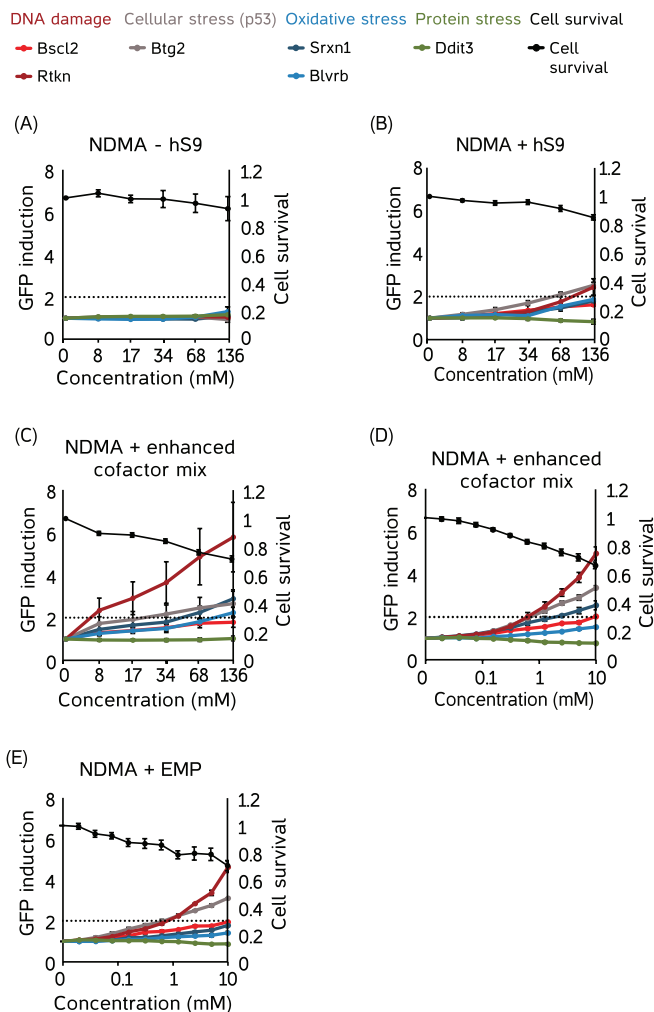 DNA damage Cellular stress (p53) Oxidative stress Protein stress Cell survival
Bscl2 Btg2 Srxn1 Ddit3 Cell survival
Rtkn Blvrb
(A)
NDMA - hS9
GFP induction
8
6
4
2
0
1.2
1
0.8
0.6
0.4
0.2
0
Cell survival
0 8 17 34 68 136
Concentration (mM)
(B)
NDMA + hS9
GFP induction
8
6
4
2
0
1.2
1
0.8
0.6
0.4
0.2
0
Cell survival
0 8 17 34 68 136
Concentration (mM)
(C)
NDMA + enhanced
cofactor mix
GFP induction
8
6
4
2
0
1.2
1
0.8
0.6
0.4
0.2
0
Cell survival
0 8 17 34 68 136
Concentration (mM)
(D)
NDMA + enhanced
cofactor mix
GFP induction
8
6
4
2
0
1.2
1
0.8
0.6
0.4
0.2
0
Cell survival
0 0.1 1 10
Concentration (mM)
(E)
NDMA + EMP
GFP induction
8
6
4
2
0
1.2
1
0.8
0.6
0.4
0.2
0
Cell survival
0 0.1 1 10
Concentration (mM)